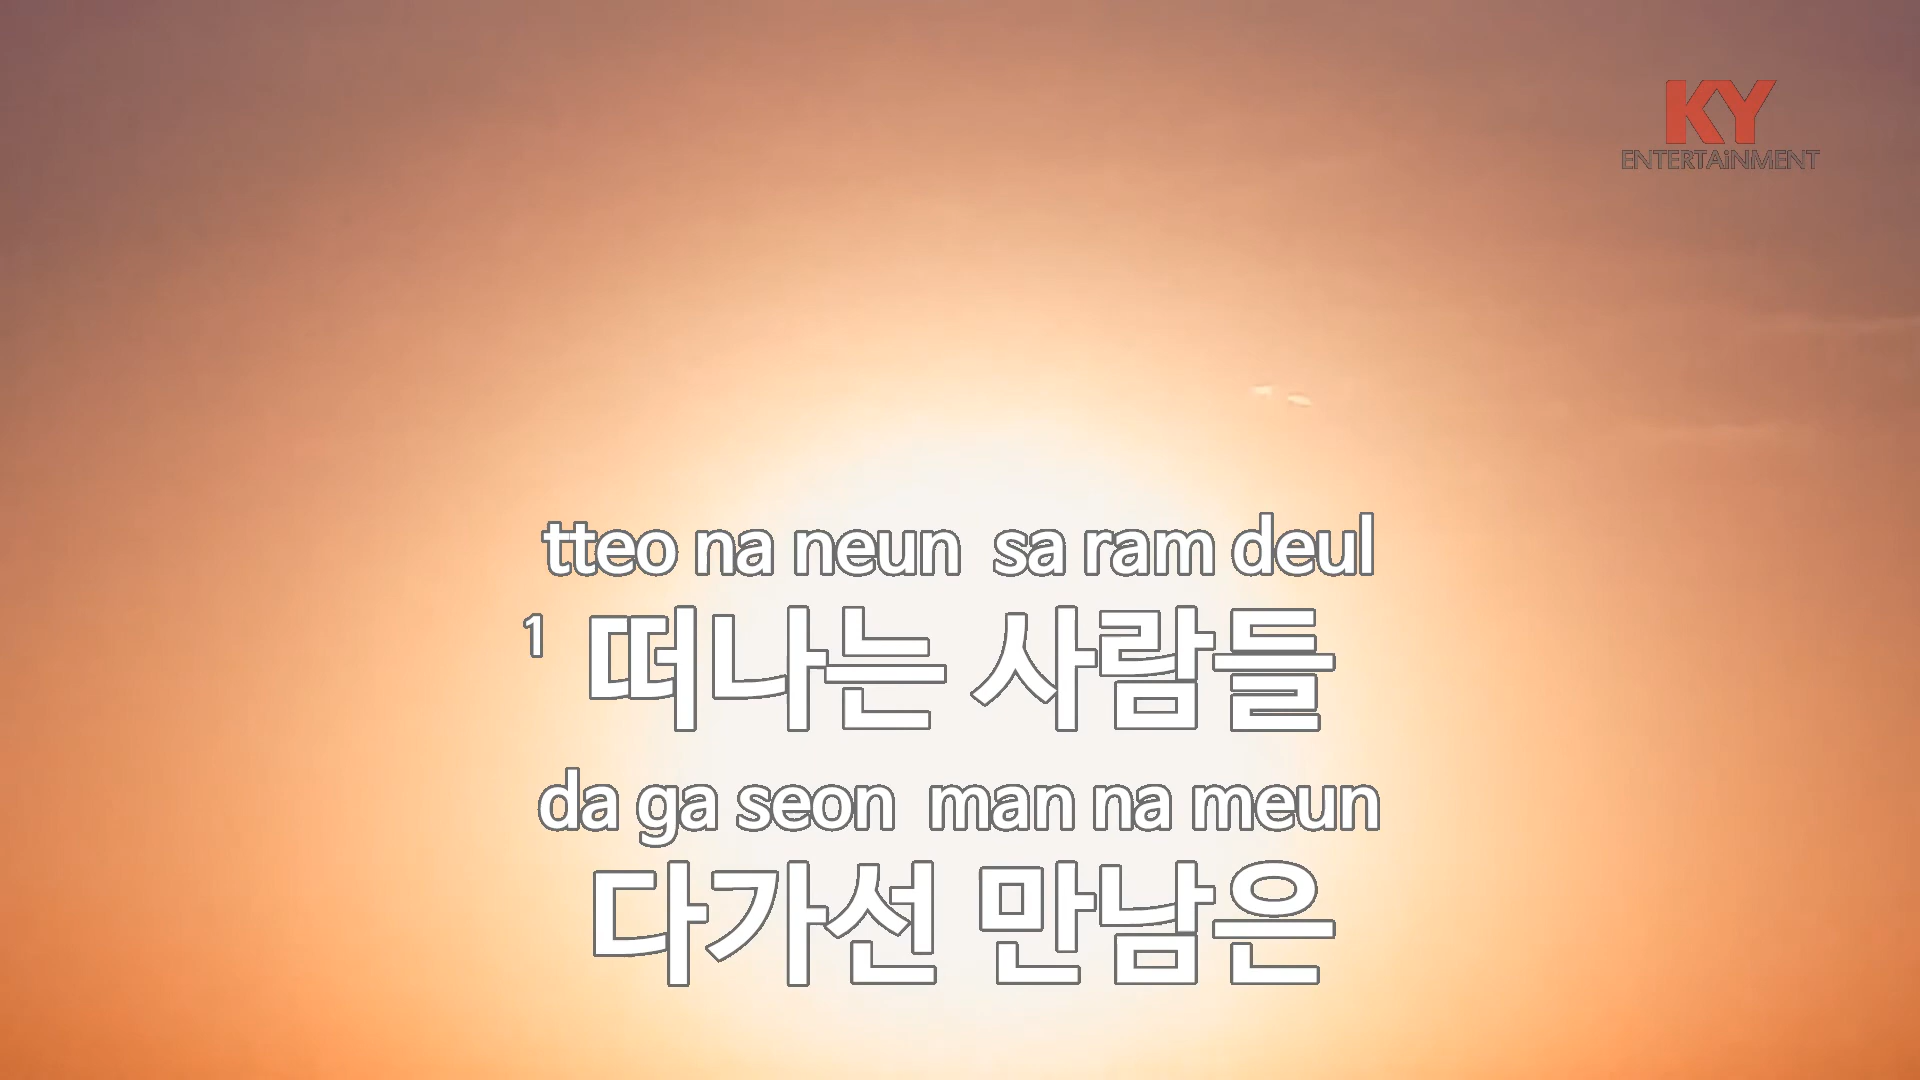 KY
ENTERTAiNMENT
tteo na neun sa ram deul
1 떠나는 사람들
da ga seon man na meun
다가선 만남은